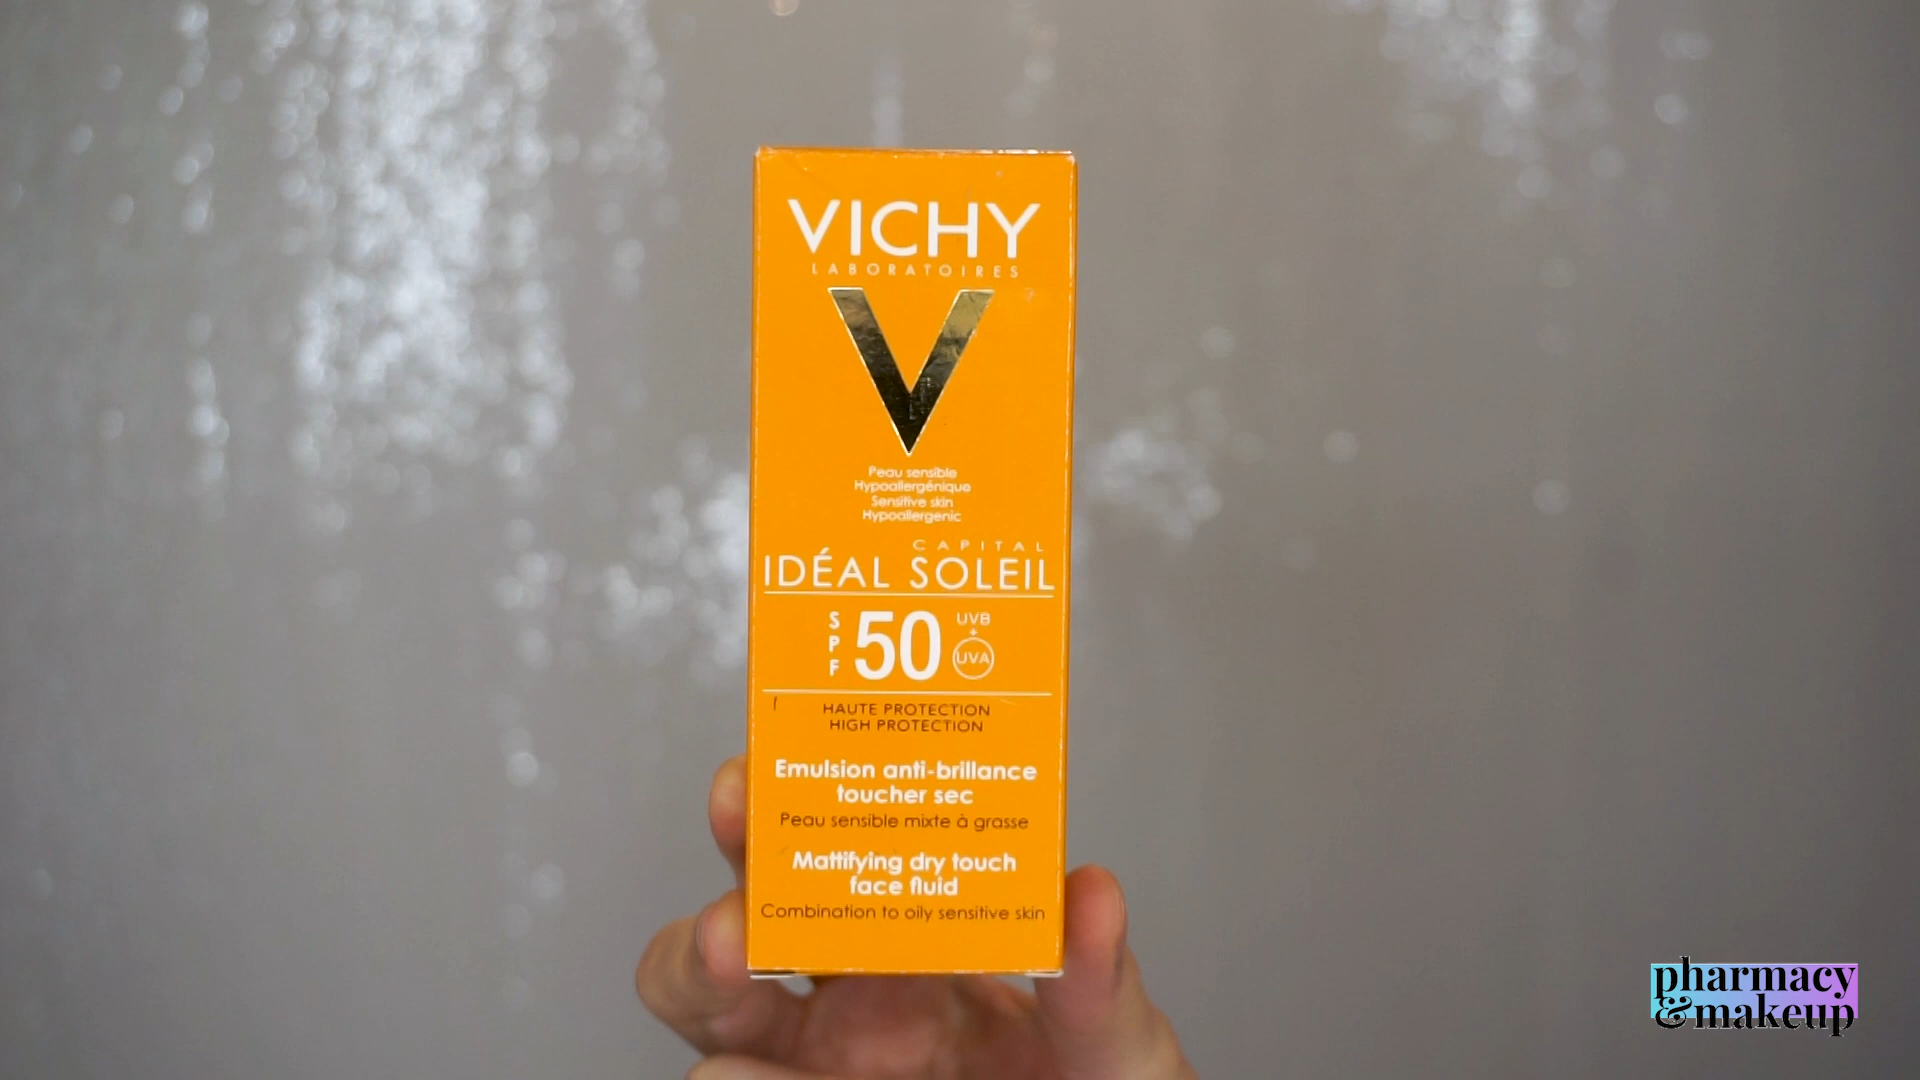 VICHY
LABORATOIRES
V
Peau sensible
Hypoallergénique
Sensitive skin
Hypoallergenic
CAPITAL
IDÉAL SOLEIL
SPF 50 UVB + UVA
HAUTE PROTECTION
HIGH PROTECTION
Emulsion anti-brillance
toucher sec
Peau sensible mixte à grasse
Mattifying dry touch
face fluid
Combination to oily sensitive skin
pharmacy
&makeup